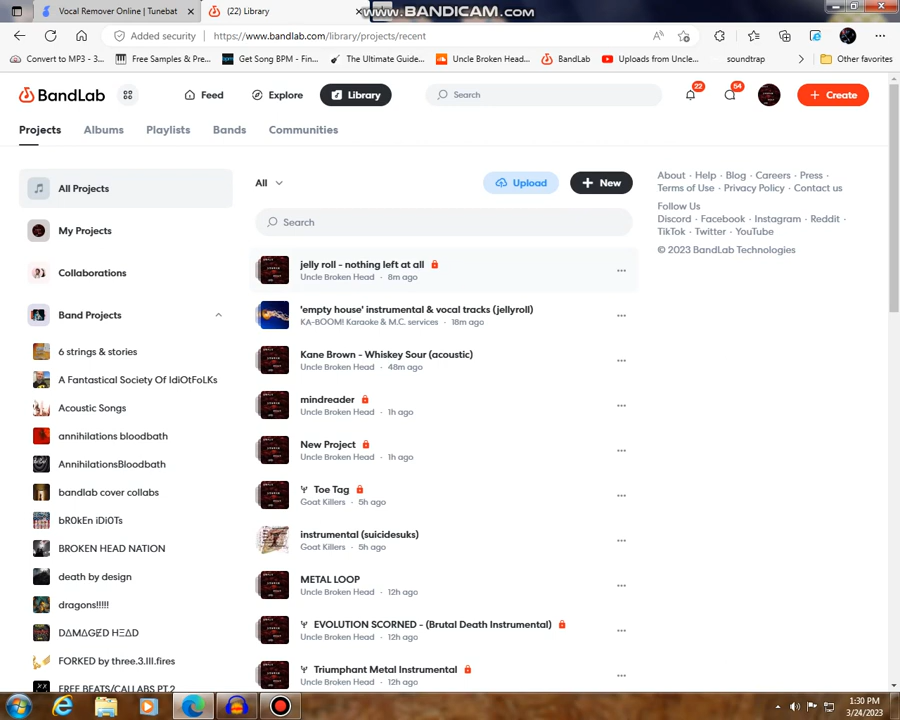 Vocal Remover Online | Tunebat
(22) Library
www.BANDICAM.com
Added security
https://www.bandlab.com/library/projects/recent
Convert to MP3 - 3...
Free Samples & Pre...
Get Song BPM - Fin...
The Ultimate Guide...
Uncle Broken Head...
BandLab
Uploads from Uncle...
soundtrap
Other favorites
BandLab
Feed
Explore
Library
Search
22
54
+ Create
Projects
Albums
Playlists
Bands
Communities
All Projects
My Projects
Collaborations
Band Projects
6 strings & stories
A Fantastical Society Of IdiOtFoLKs
Acoustic Songs
annihilations bloodbath
AnnihilationsBloodbath
bandlab cover collabs
bR0kEn iDi0Ts
BROKEN HEAD NATION
death by design
dragons!!!!!
DΔMΔGɆD HΞΔD
FORKED by three.3.lll.fires
FREE BEATS/CALLABS PT.2
All
Upload
+ New
Search
jelly roll - nothing left at all
Uncle Broken Head · 8m ago
'empty house' instrumental & vocal tracks (jellyroll)
KA-BOOM! Karaoke & M.C. services · 18m ago
Kane Brown - Whiskey Sour (acoustic)
Uncle Broken Head · 48m ago
mindreader
Uncle Broken Head · 1h ago
New Project
Uncle Broken Head · 1h ago
Toe Tag
Goat Killers · 5h ago
instrumental (suicidesuks)
Goat Killers · 5h ago
METAL LOOP
Uncle Broken Head · 12h ago
EVOLUTION SCORNED - (Brutal Death Instrumental)
Uncle Broken Head · 12h ago
Triumphant Metal Instrumental
Uncle Broken Head · 12h ago
About · Help · Blog · Careers · Press ·
Terms of Use · Privacy Policy · Contact us
Follow Us
Discord · Facebook · Instagram · Reddit ·
TikTok · Twitter · YouTube
© 2023 BandLab Technologies
1:30 PM
3/24/2023